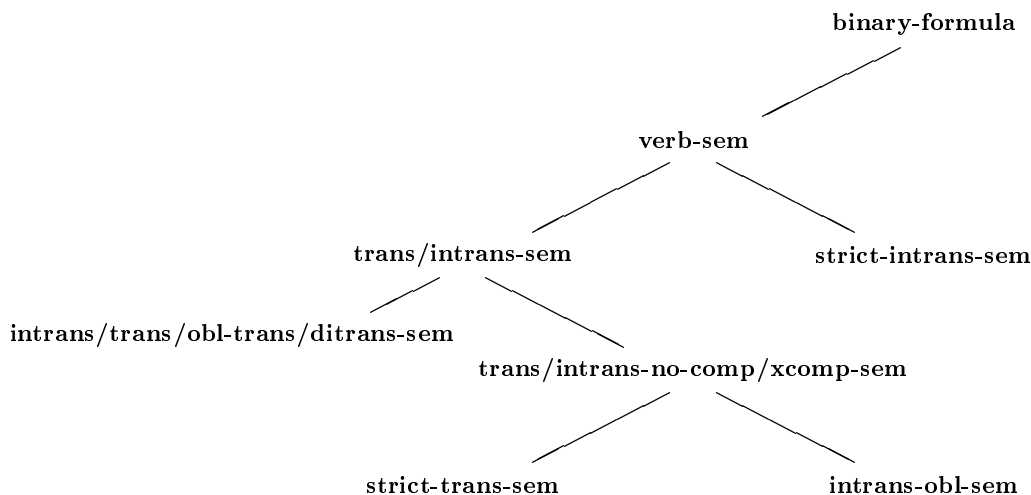 binary-formula
verb-sem
trans/intrans-sem
strict-intrans-sem
intrans/trans/obl-trans/ditrans-sem
trans/intrans-no-comp/xcomp-sem
strict-trans-sem
intrans-obl-sem